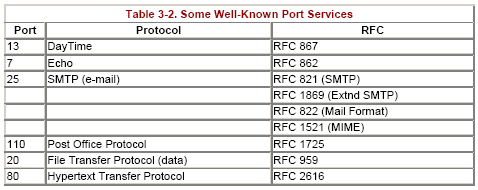 Table 3-2. Some Well-Known Port Services
Port Protocol RFC
13 DayTime RFC 867
7 Echo RFC 862
25 SMTP (e-mail) RFC 821 (SMTP)
RFC 1869 (Extnd SMTP)
RFC 822 (Mail Format)
RFC 1521 (MIME)
110 Post Office Protocol RFC 1725
20 File Transfer Protocol (data) RFC 959
80 Hypertext Transfer Protocol RFC 2616